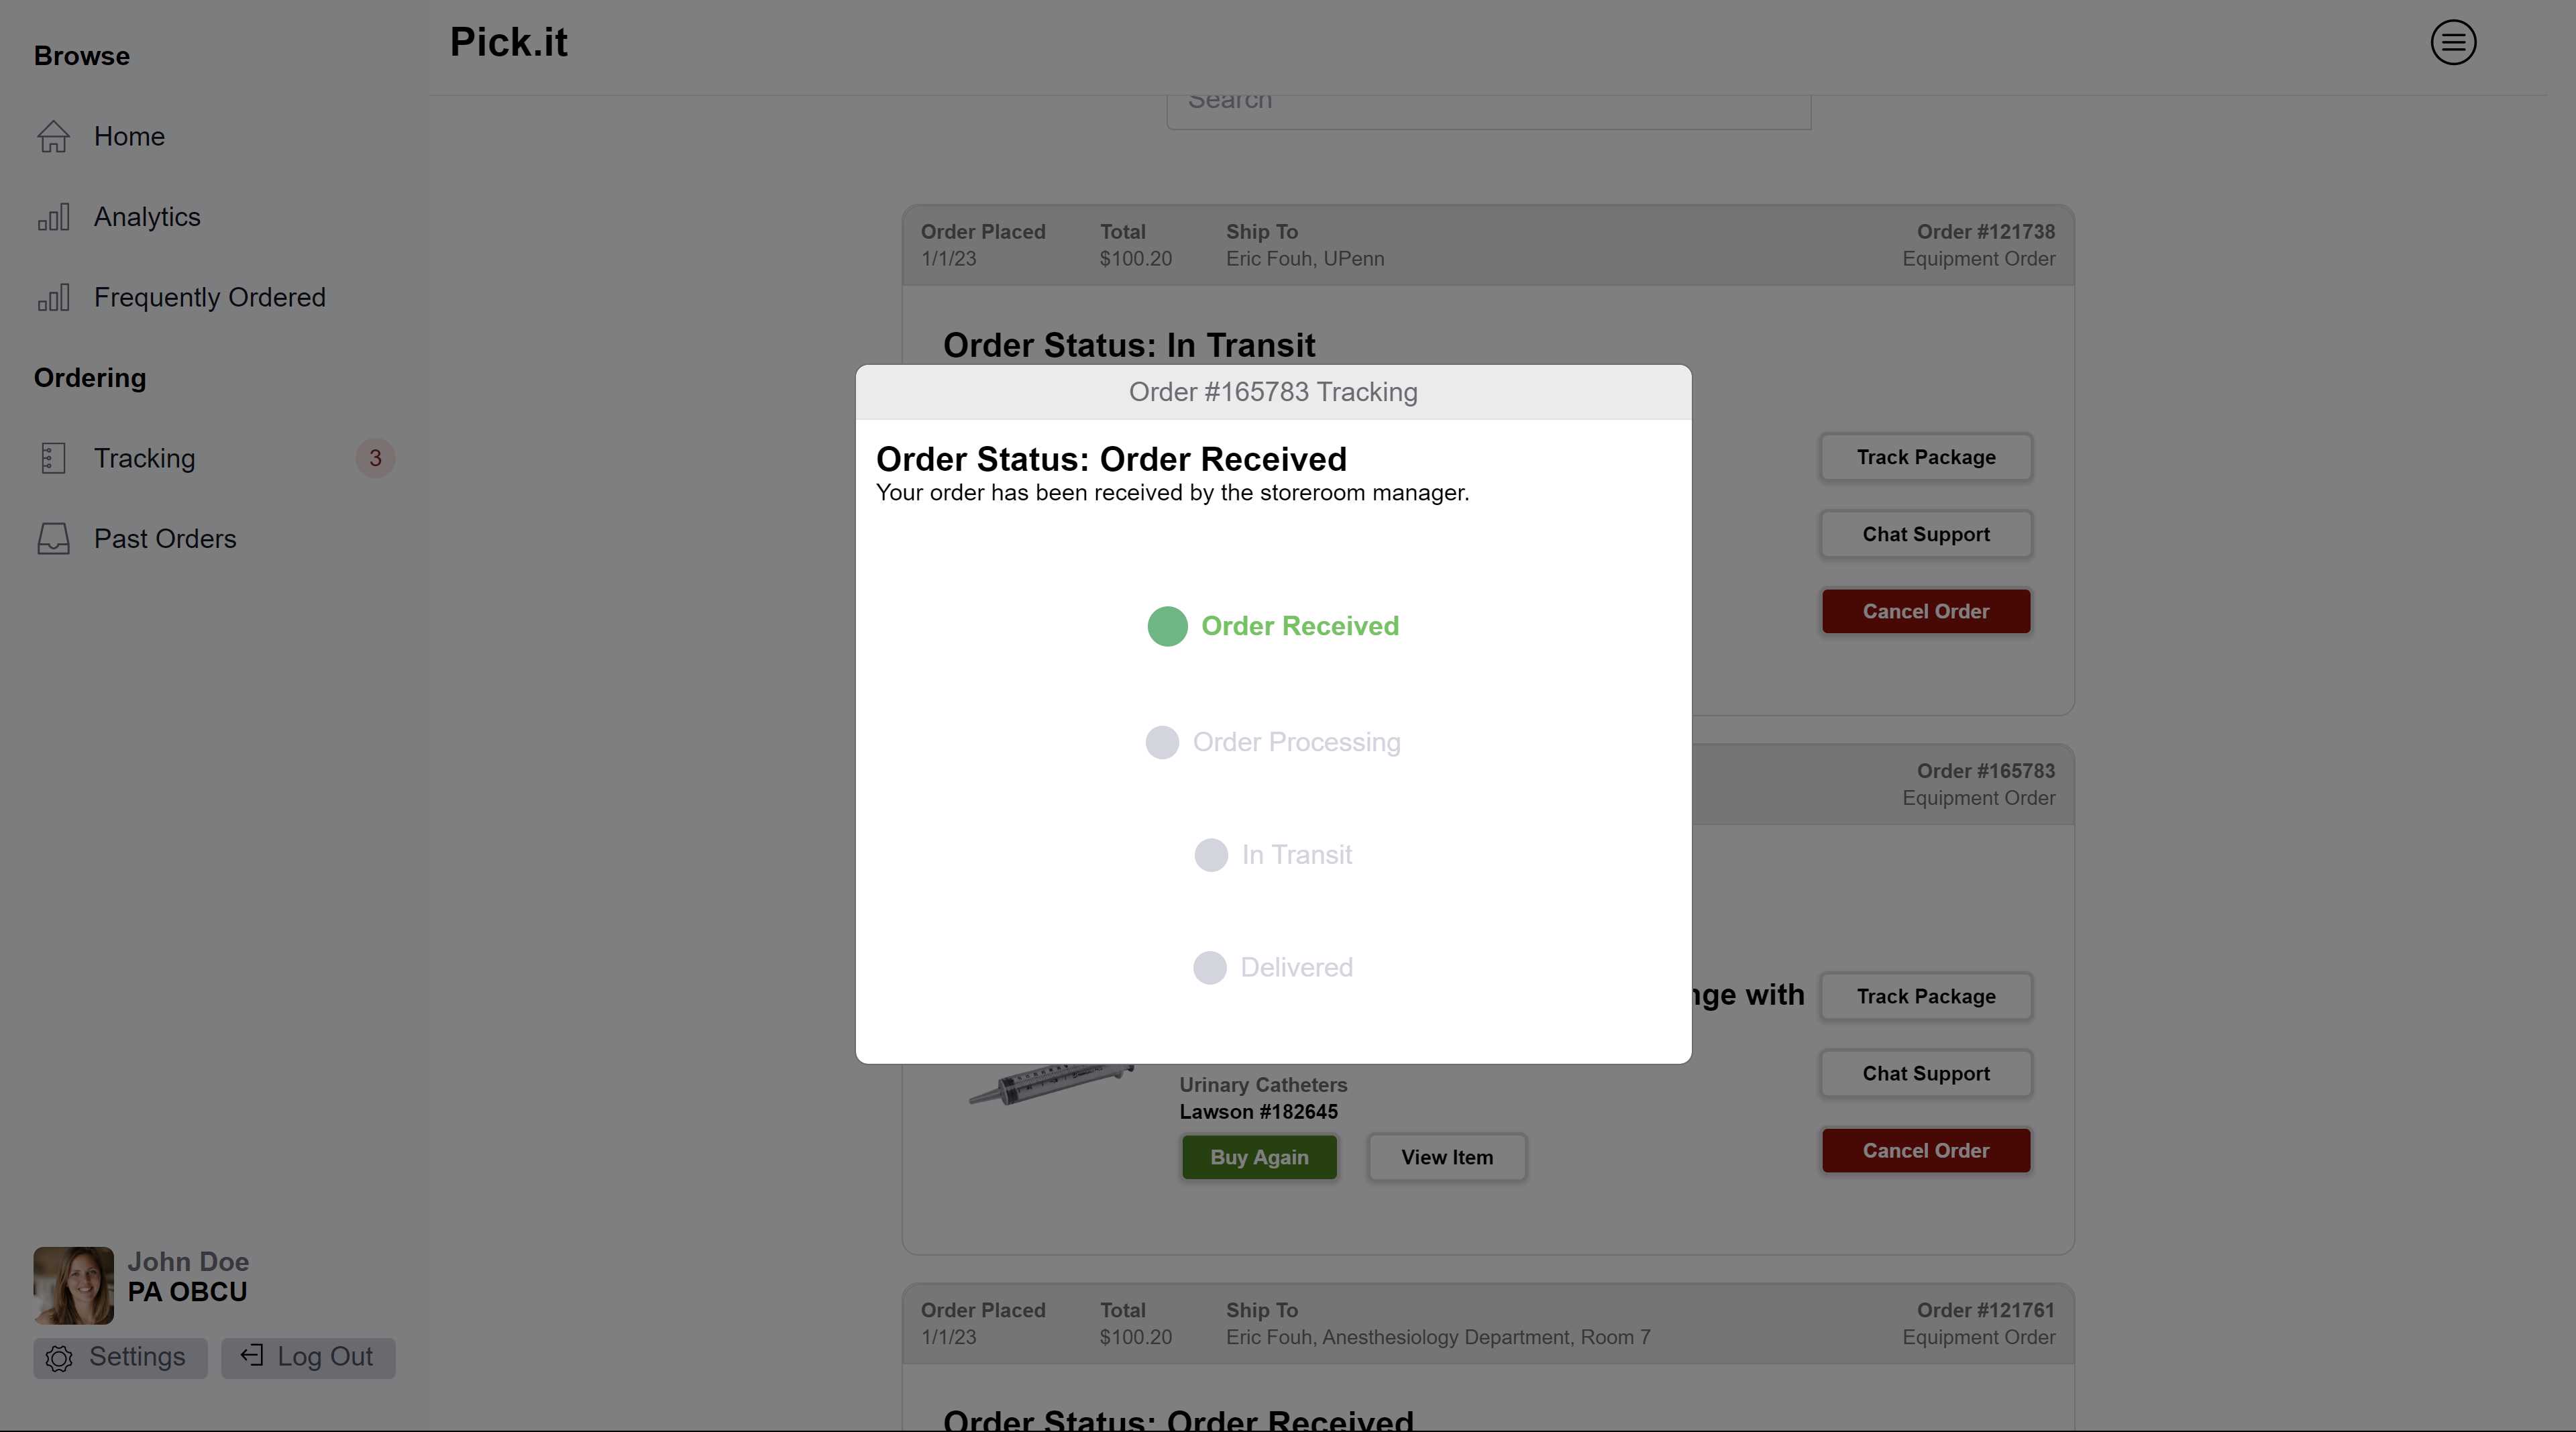 Browse
Home
Analytics
Frequently Ordered
Ordering
Tracking
3
Past Orders
John Doe
PA OBCU
Settings
Log Out
Pick.it
Search
Order Placed
Total
Ship To
Order #121738
1/1/23
$100.20
Eric Fouh, UPenn
Equipment Order
Order Status: In Transit
Track Package
Chat Support
Cancel Order
Order #165783 Tracking
Order Status: Order Received
Your order has been received by the storeroom manager.
Order Received
Order Processing
In Transit
Delivered
Order #165783
Equipment Order
with
Track Package
Chat Support
Cancel Order
Urinary Catheters
Lawson #182645
Buy Again
View Item
Order Placed
Total
Ship To
Order #121761
1/1/23
$100.20
Eric Fouh, Anesthesiology Department, Room 7
Equipment Order
Order Status: Order Received